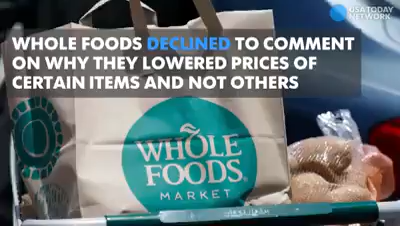 USA TODAY
NETWORK
WHOLE FOODS DECLINED TO COMMENT
ON WHY THEY LOWERED PRICES OF
CERTAIN ITEMS AND NOT OTHERS
WHOLE
FOODS
MARKET